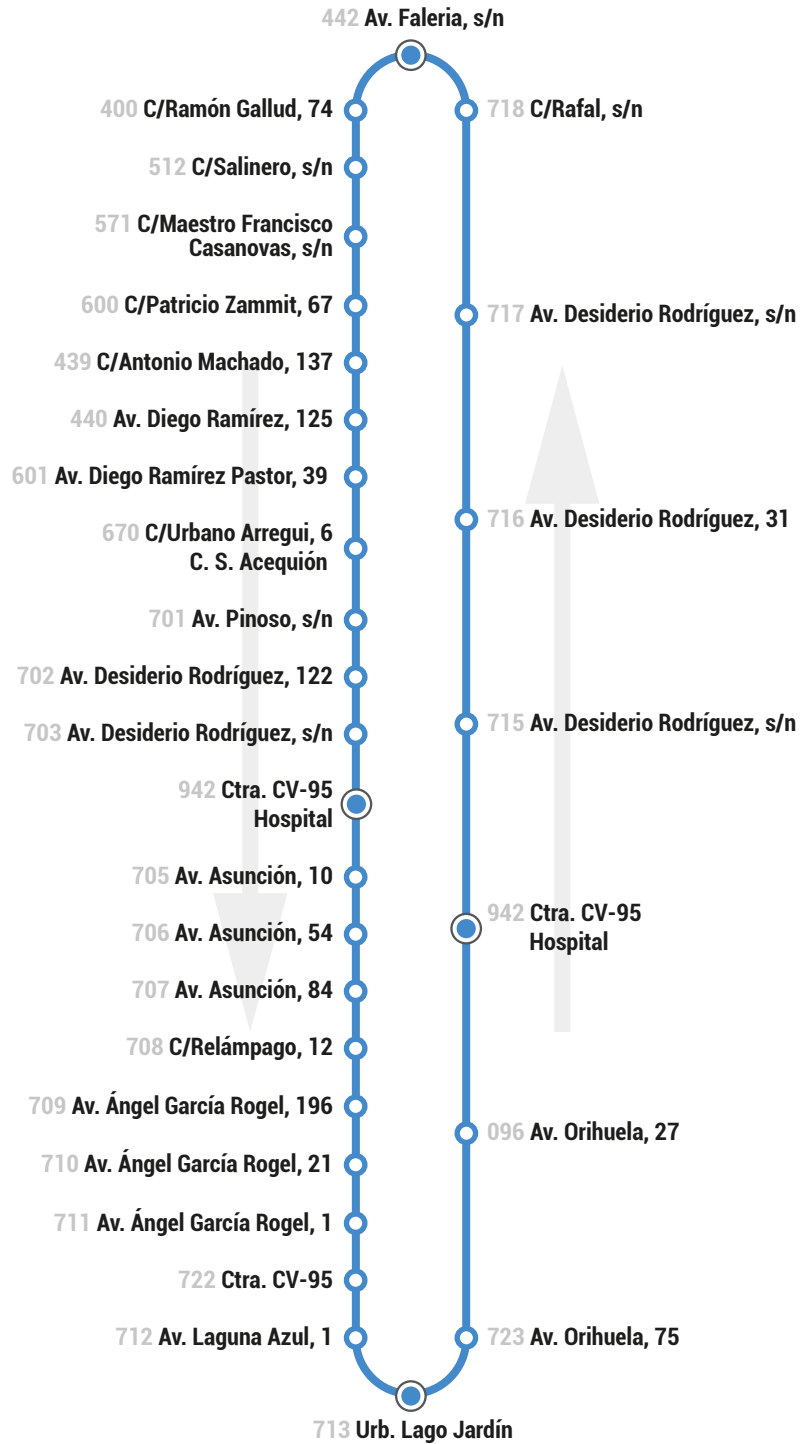 442 Av. Faleria, s/n
400 C/Ramón Gallud, 74
512 C/Salinero, s/n
571 C/Maestro Francisco
Casanovas, s/n
600 C/Patricio Zammit, 67
439 C/Antonio Machado, 137
440 Av. Diego Ramírez, 125
601 Av. Diego Ramírez Pastor, 39
670 C/Urbano Arregui, 6
C. S. Acequión
701 Av. Pinoso, s/n
702 Av. Desiderio Rodríguez, 122
703 Av. Desiderio Rodríguez, s/n
942 Ctra. CV-95
Hospital
705 Av. Asunción, 10
706 Av. Asunción, 54
707 Av. Asunción, 84
708 C/Relámpago, 12
709 Av. Ángel García Rogel, 196
710 Av. Ángel García Rogel, 21
711 Av. Ángel García Rogel, 1
722 Ctra. CV-95
712 Av. Laguna Azul, 1
713 Urb. Lago Jardín
718 C/Rafal, s/n
717 Av. Desiderio Rodríguez, s/n
716 Av. Desiderio Rodríguez, 31
715 Av. Desiderio Rodríguez, s/n
942 Ctra. CV-95
Hospital
096 Av. Orihuela, 27
723 Av. Orihuela, 75